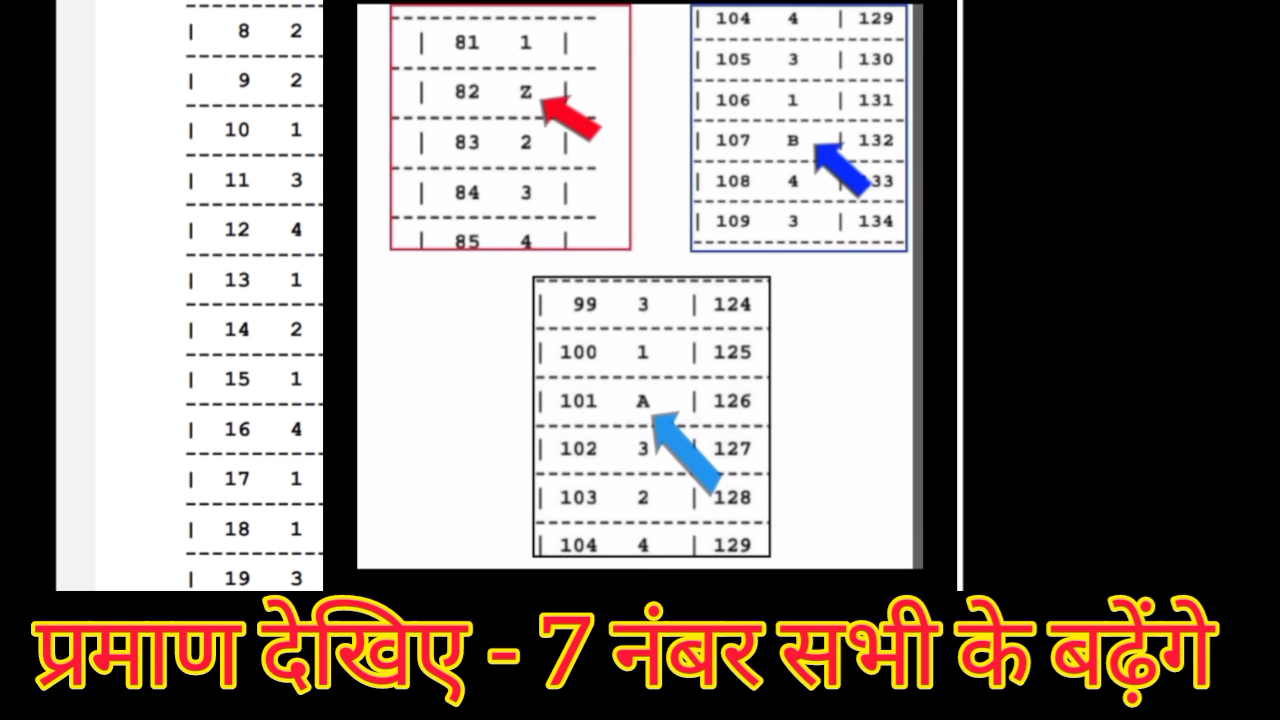 | 8 2
| 9 2
| 10 1
| 11 3
| 12 4
| 13 1
| 14 2
| 15 1
| 16 4
| 17 1
| 18 1
| 19 3
| 81 1 |
| 82 Z |
| 83 2 |
| 84 3 |
| 85 4 |
| 104 4 | 129
| 105 3 | 130
| 106 1 | 131
| 107 B | 132
| 108 4 | 33
| 109 3 | 134
| 99 3 | 124
| 100 1 | 125
| 101 A | 126
| 102 3 | 127
| 103 2 | 128
| 104 4 | 129
प्रमाण देखिए - 7 नंबर सभी के बढ़ेंगे